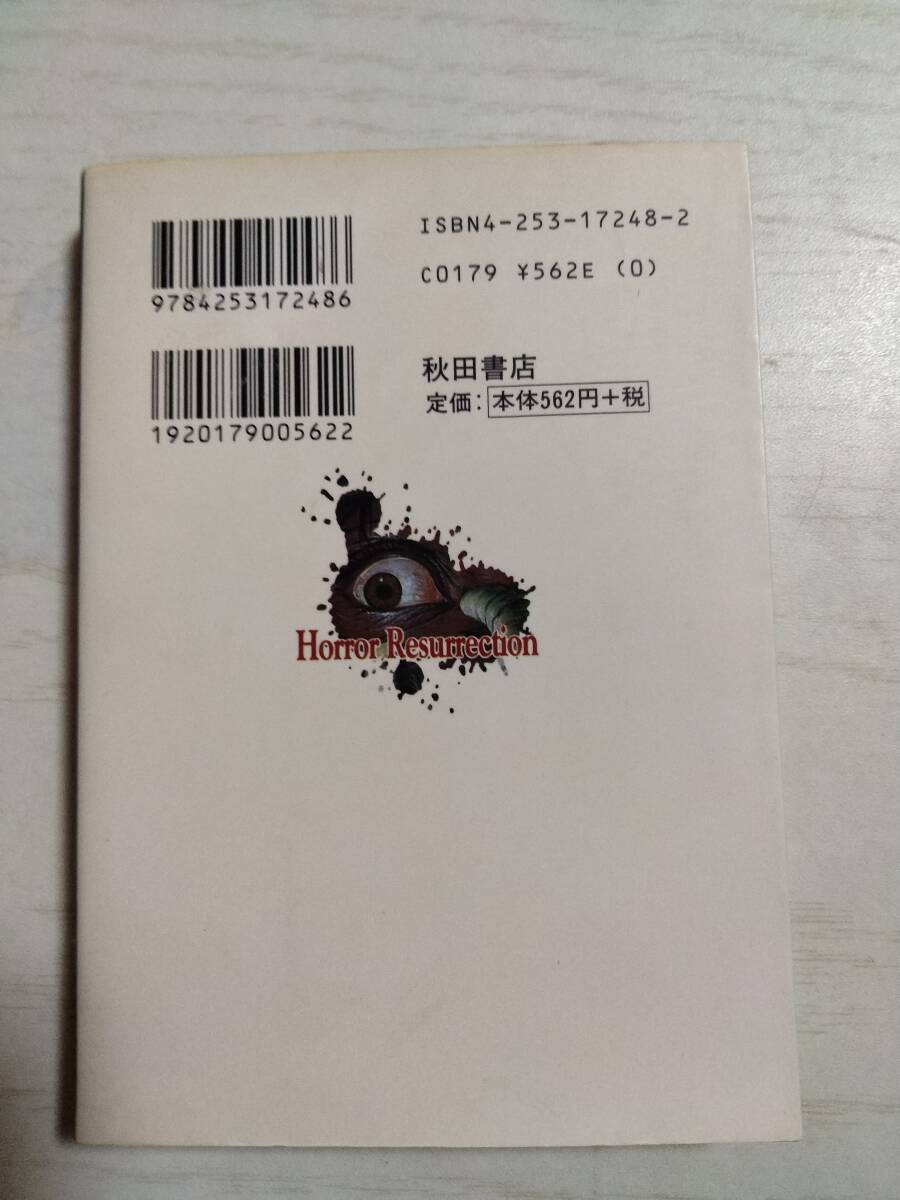 ISBN4-253-17248-2
C0179 ¥562E (0)
9784253172486
秋田書店
定価:本体562円+税
1920179005622
Horror Resurrection